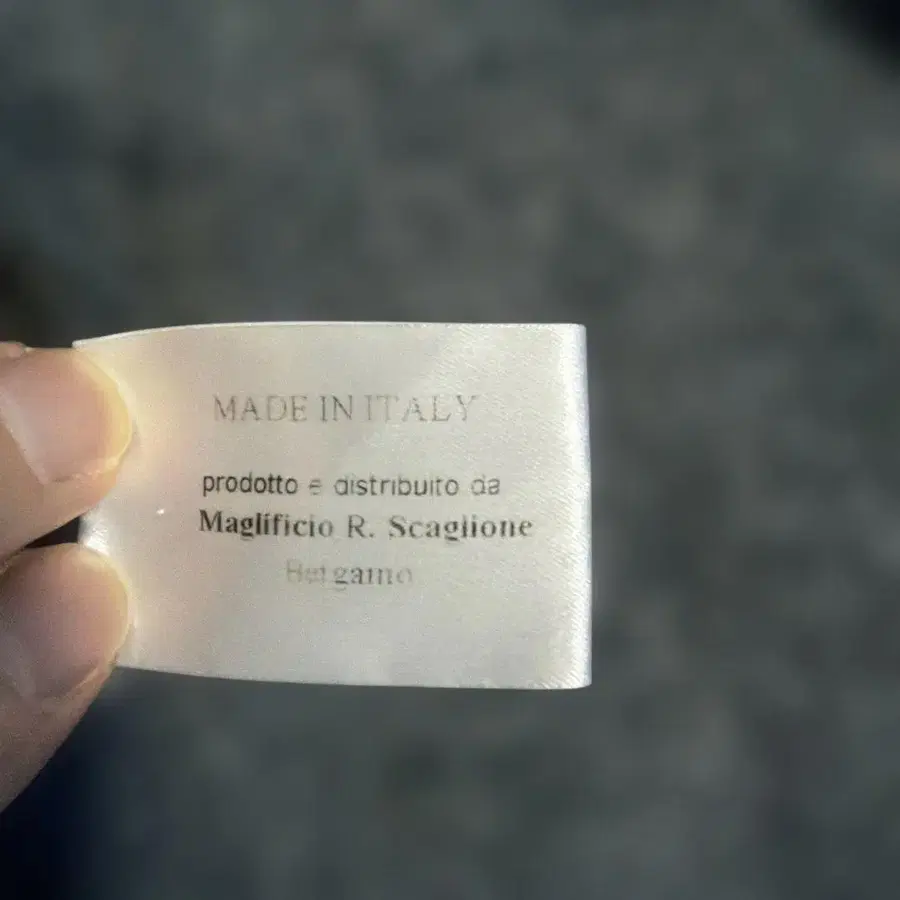 MADE IN ITALY
prodotto e distribuito da
Maglificio R. Scaglione
Bergamo